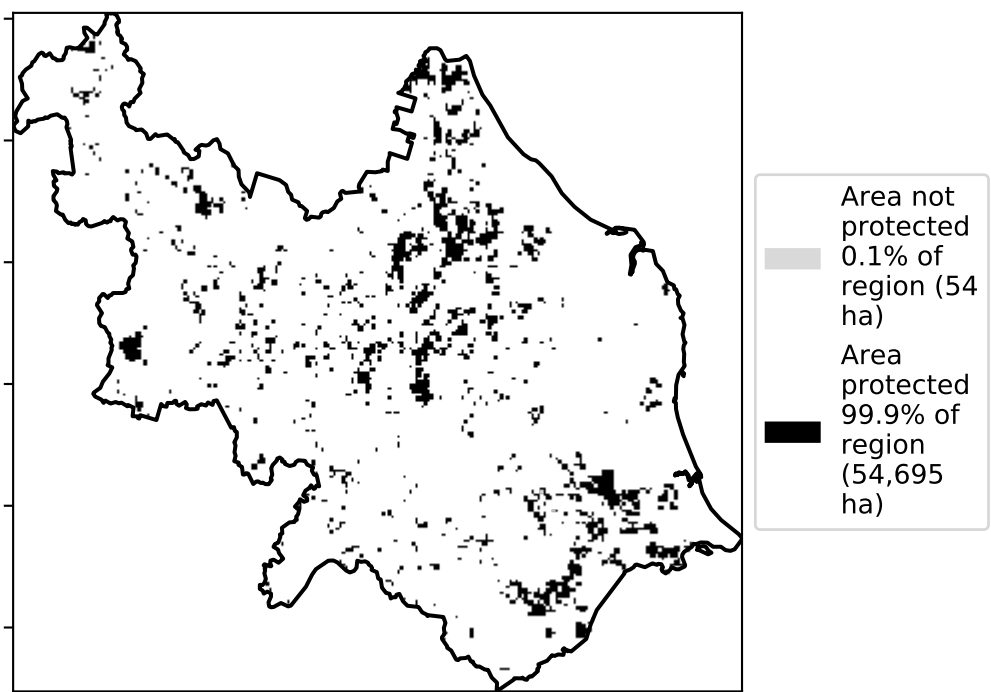 Area not
protected
0.1% of
region (54
ha)
Area
protected
99.9% of
region
(54,695
ha)